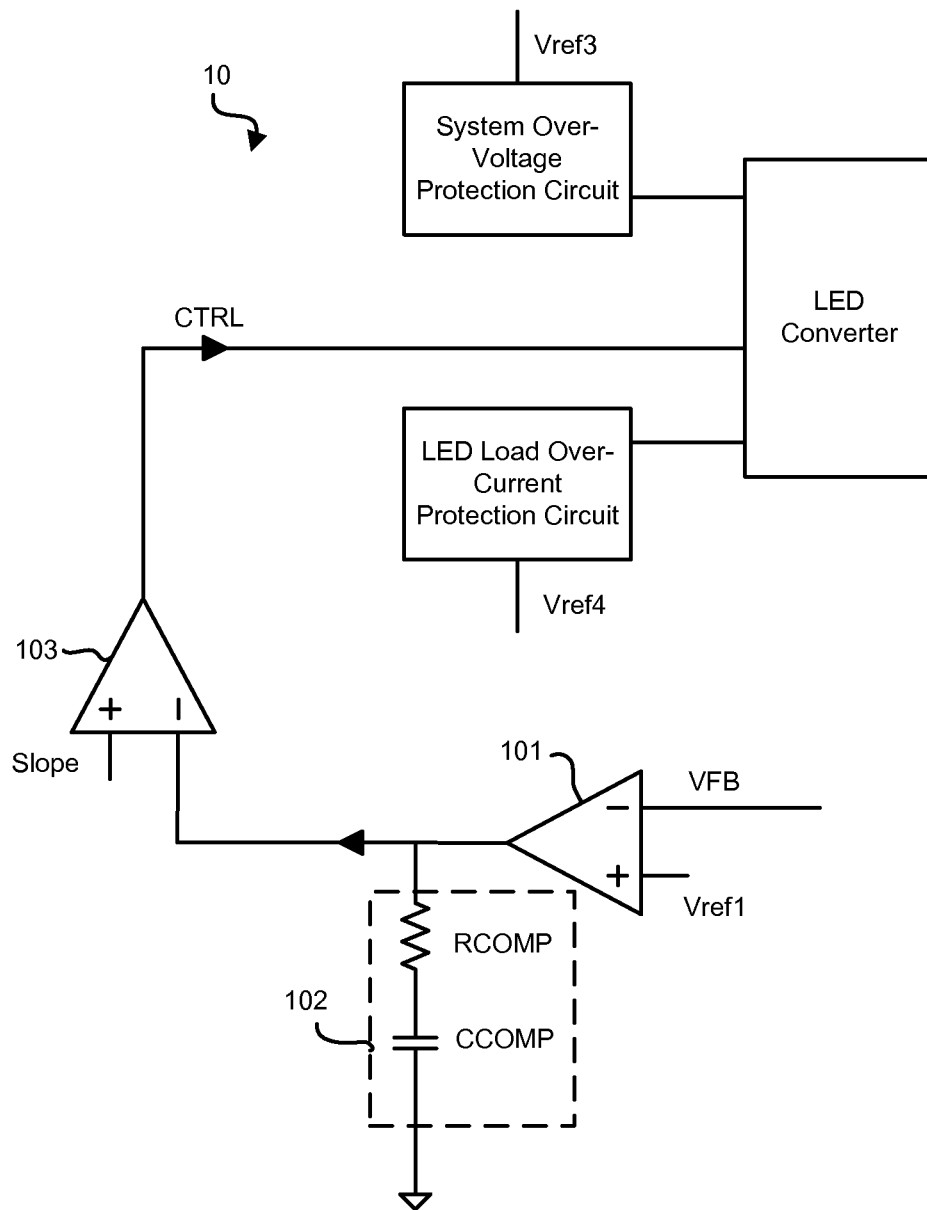 Vref3
10
System Over-
Voltage
Protection Circuit
LED
Converter
CTRL
LED Load Over-
Current
Protection Circuit
Vref4
103
+ −
Slope
101
VFB
−
+
Vref1
RCOMP
102
CCOMP